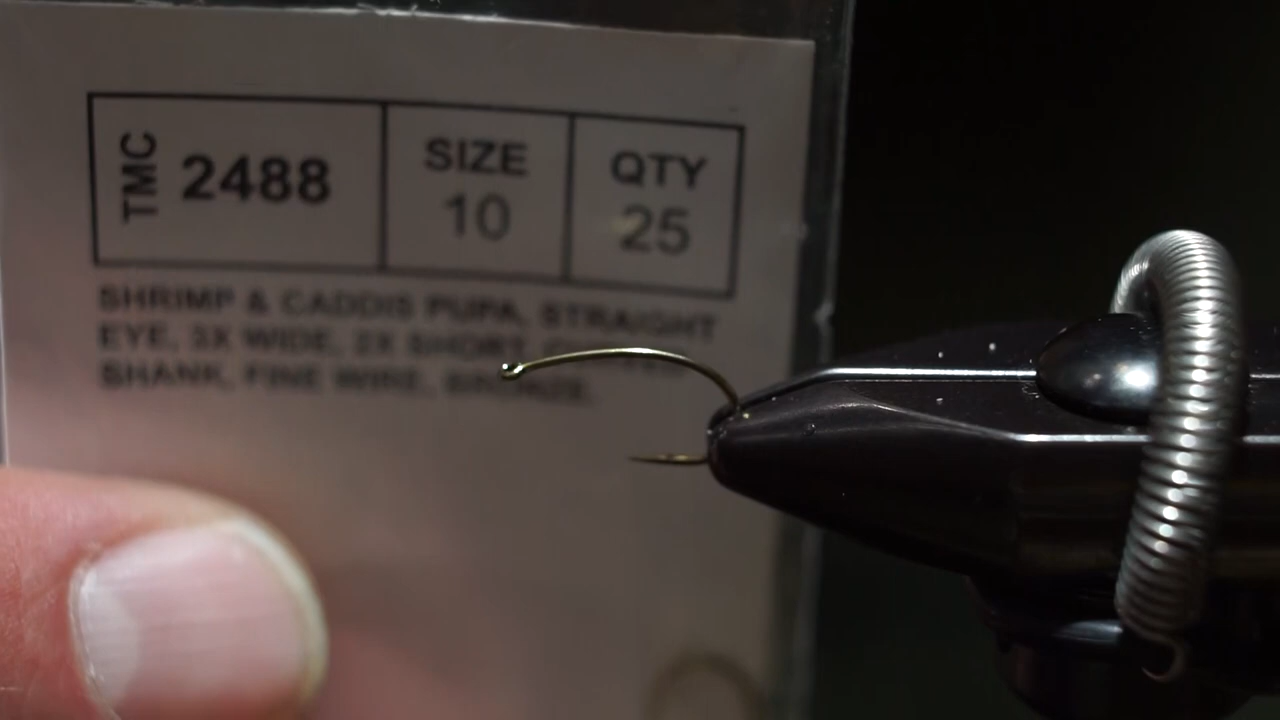 TMC 2488 SIZE 10 QTY 25
SHRIMP & CADDIS PUPA, STRAIGHT
EYE, 3X WIDE, 2X SHORT,
SHANK, FINE WIRE, BRONZE.